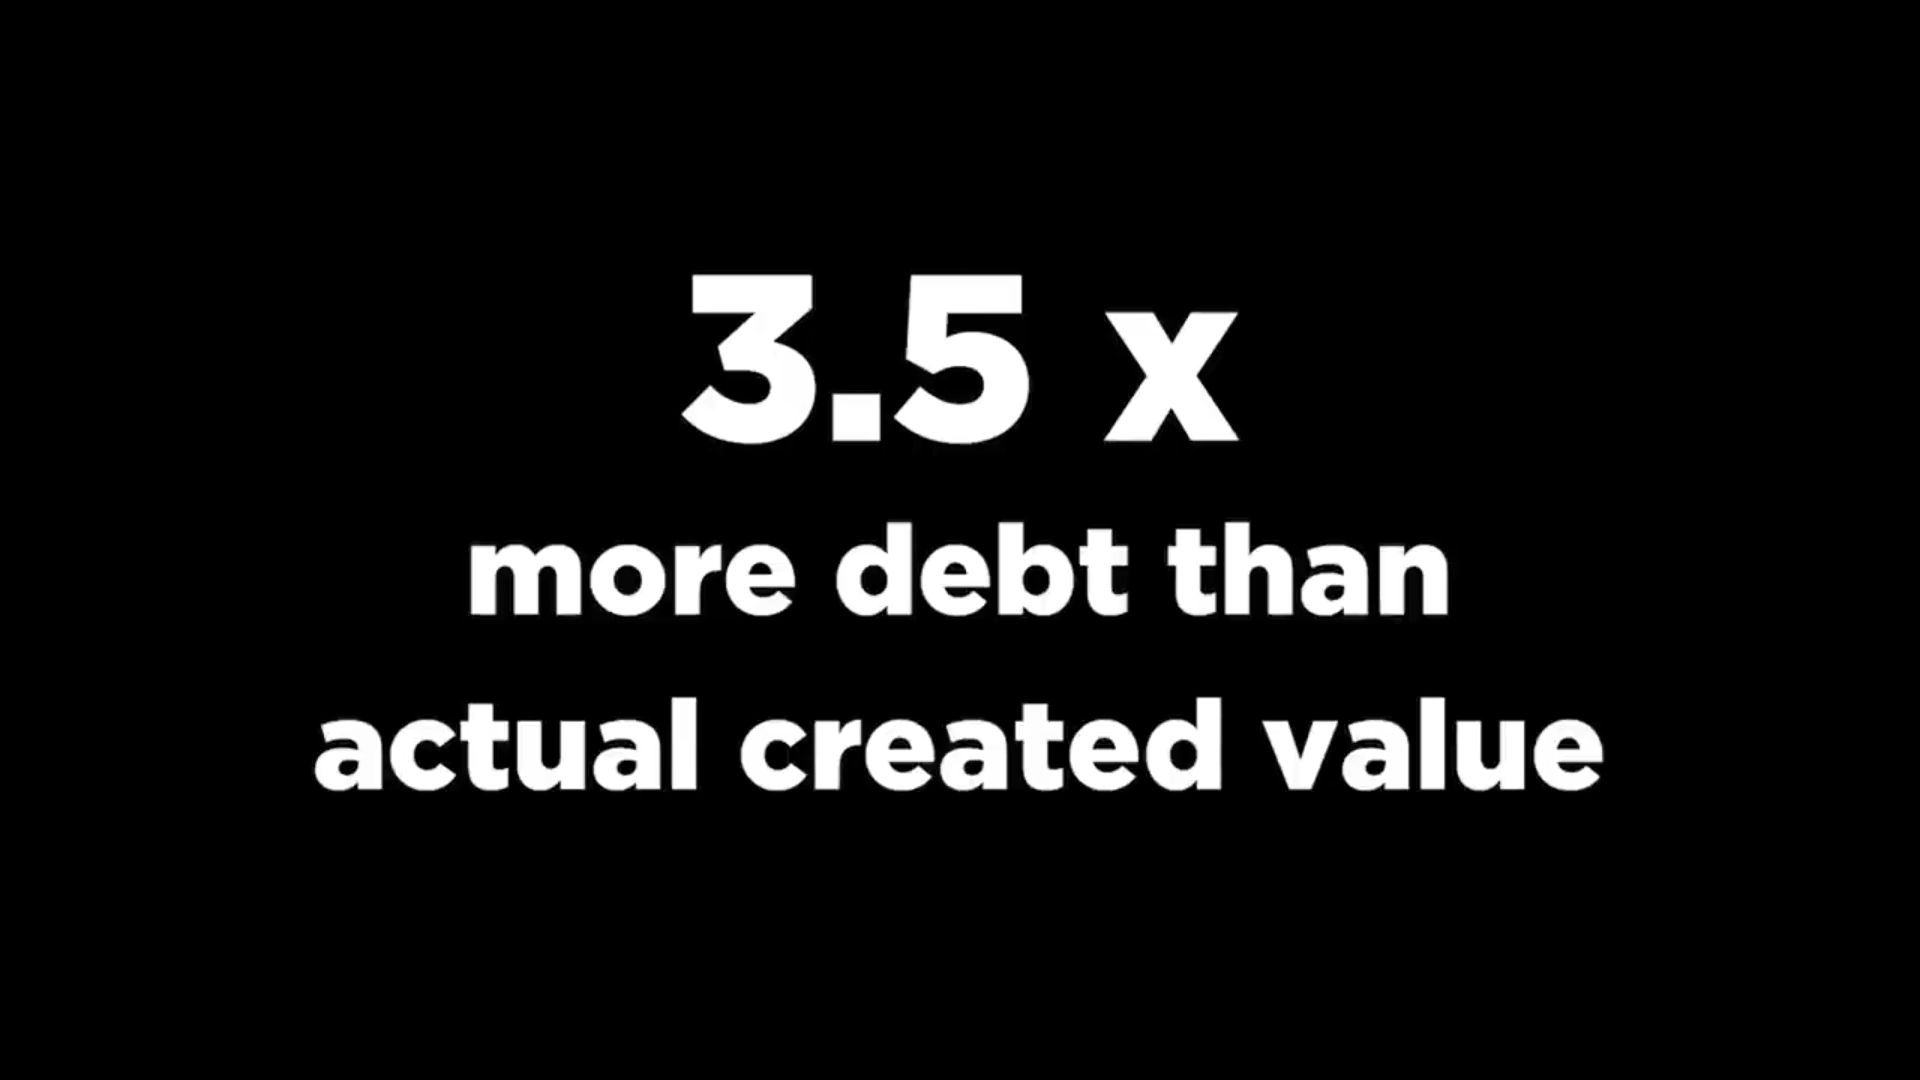 3.5 x
more debt than
actual created value